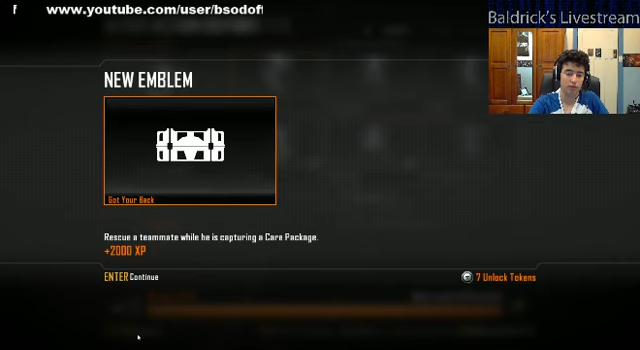 www.youtube.com/user/bsodof
Baldrick's Livestream
NEW EMBLEM
Got Your Back
Rescue a teammate while he is capturing a Care Package.
+2000 XP
ENTER Continue
7 Unlock Tokens